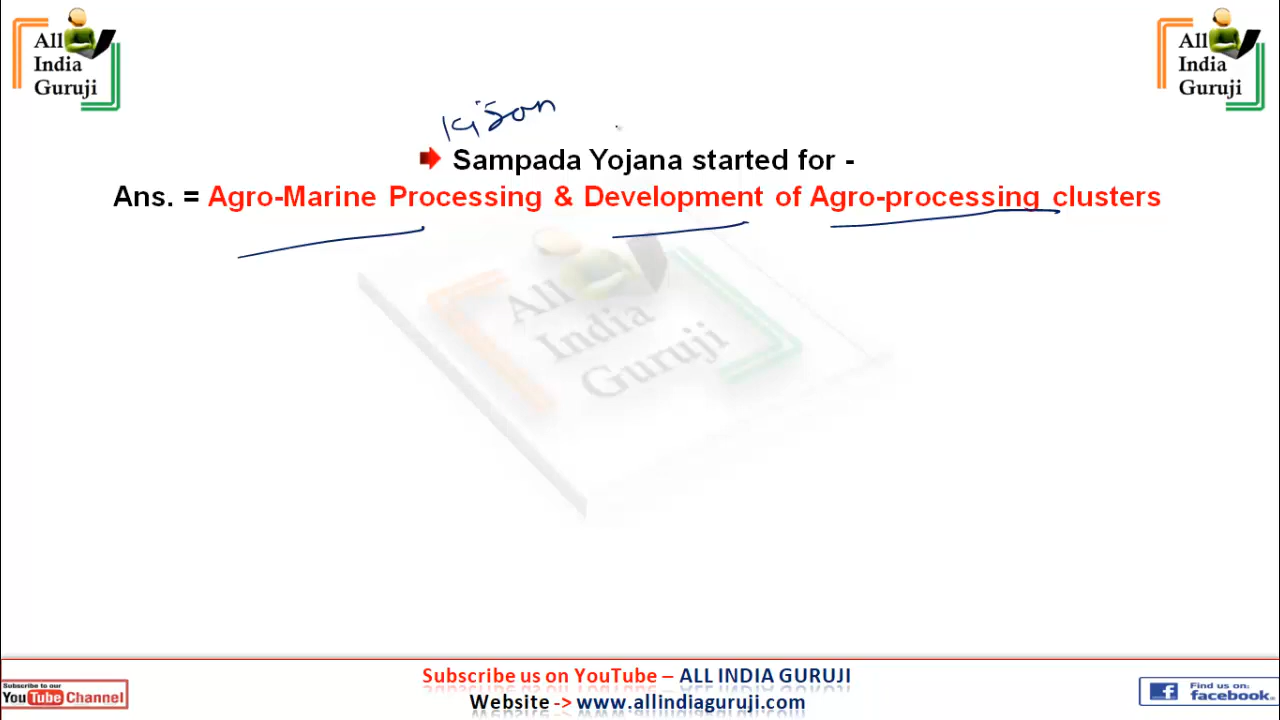 All
India
Guruji
All
India
Guruji
Kisan
Sampada Yojana started for -
Ans. = Agro-Marine Processing & Development of Agro-processing clusters
All
India
Guruji
Subscribe us on YouTube – ALL INDIA GURUJI
Website -> www.allindiaguruji.com
Subscribe to our
YouTube Channel
Find us on:
facebook